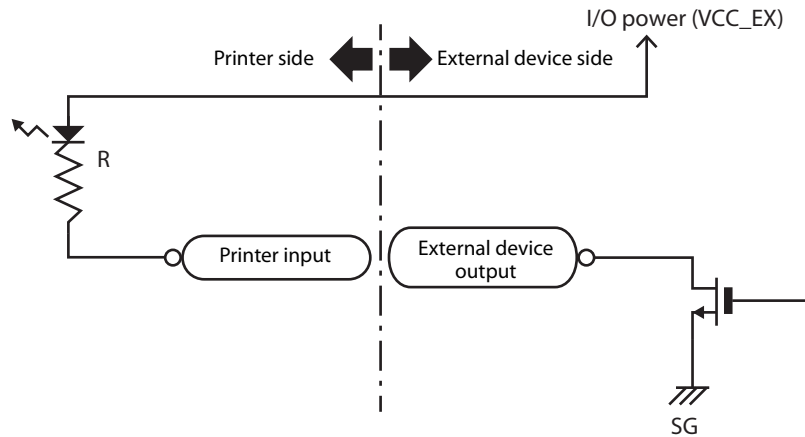 I/O power (VCC_EX)
Printer side
External device side
R
Printer input
External device
output
SG